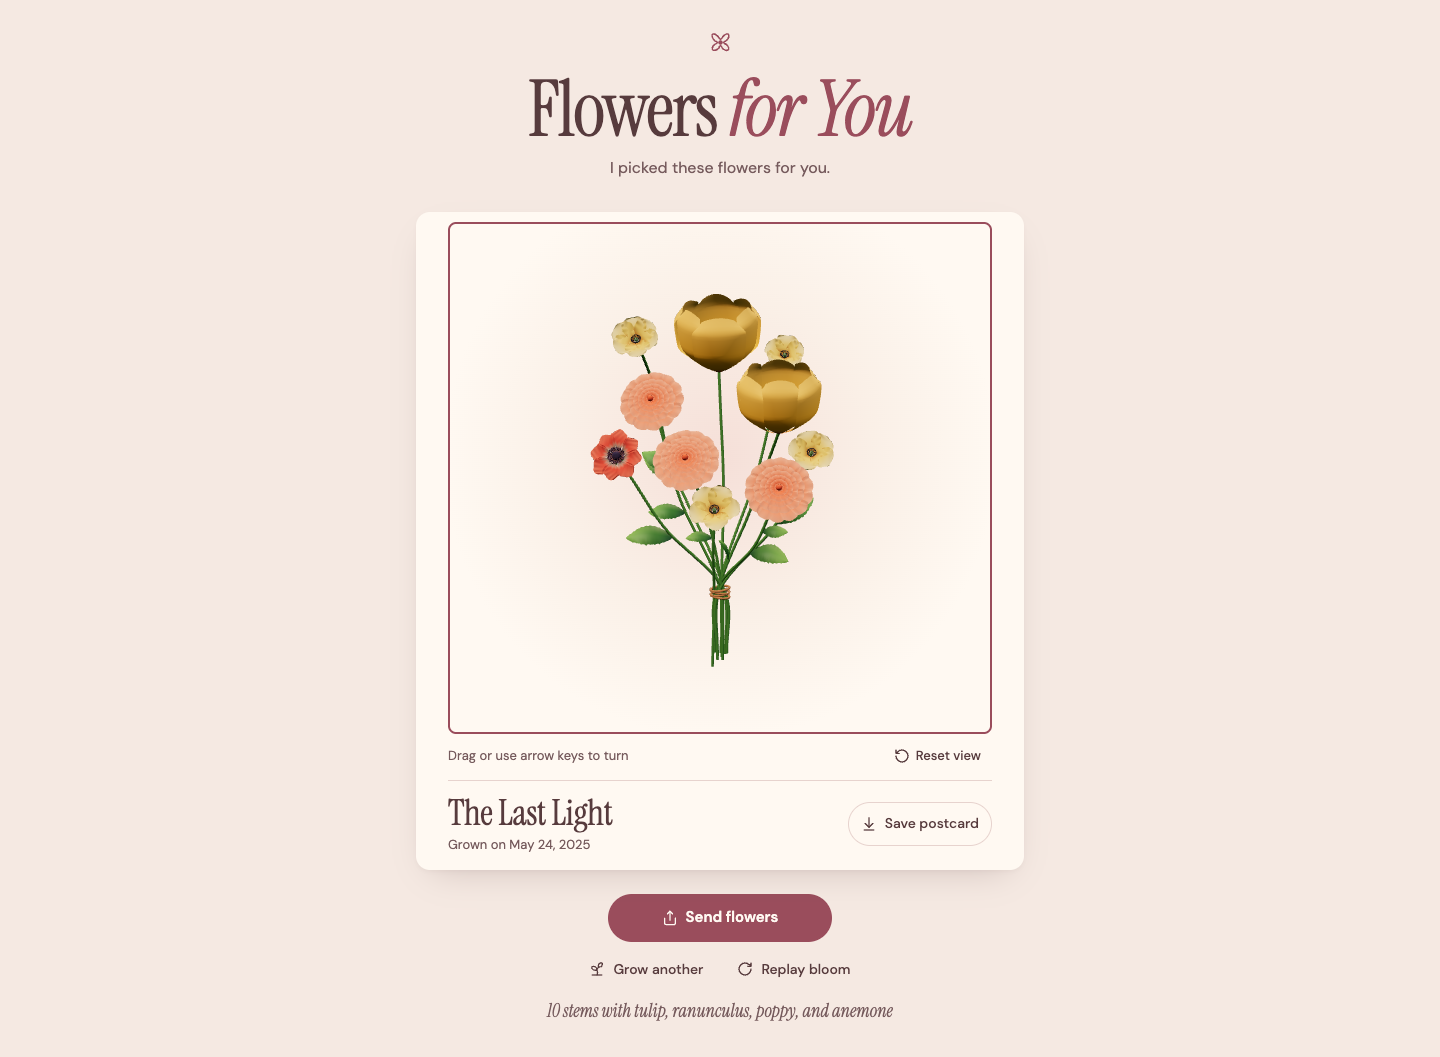 Flowers for You
I picked these flowers for you.
Drag or use arrow keys to turn
Reset view
The Last Light
Save postcard
Grown on May 24, 2025
Send flowers
Grow another
Replay bloom
10 stems with tulip, ranunculus, poppy, and anemone